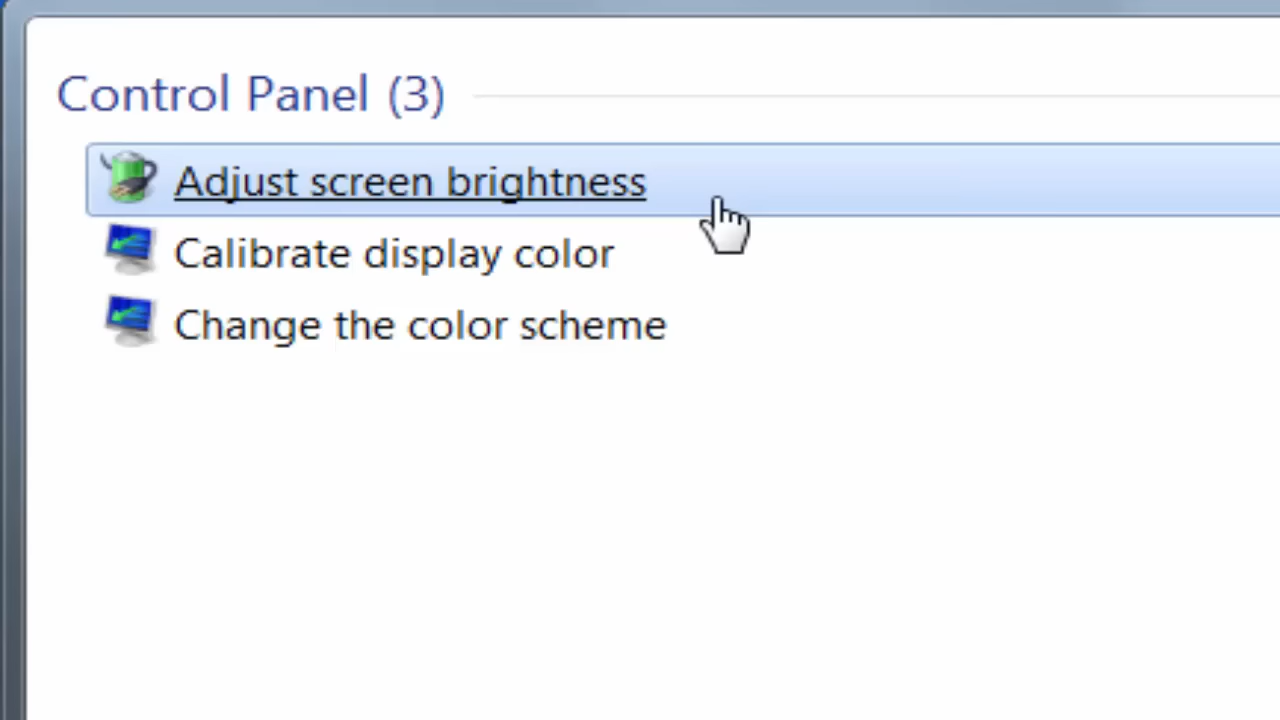 Control Panel (3)
Adjust screen brightness
Calibrate display color
Change the color scheme